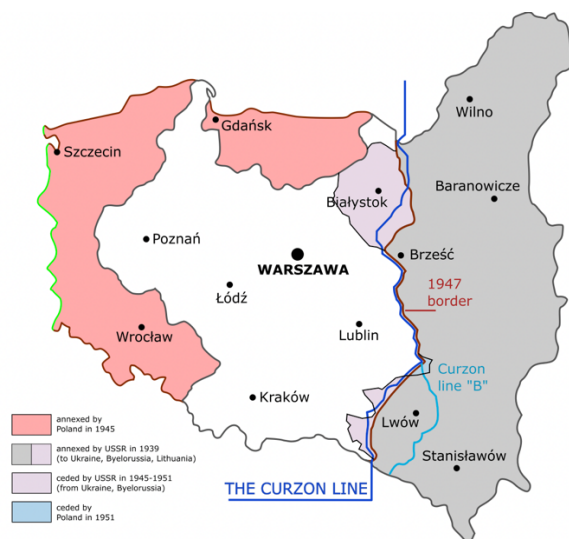 Wilno
Gdańsk
Szczecin
Białystok
Baranowicze
Poznań
Brześć
WARSZAWA
1947
border
Łódź
Wrocław
Lublin
Curzon
line "B"
Kraków
Lwów
Stanisławów
THE CURZON LINE
annexed by
Poland in 1945
annexed by USSR in 1939
(to Ukraine, Byelorussia, Lithuania)
ceded by USSR in 1945-1951
(from Ukraine, Byelorussia)
ceded by
Poland in 1951